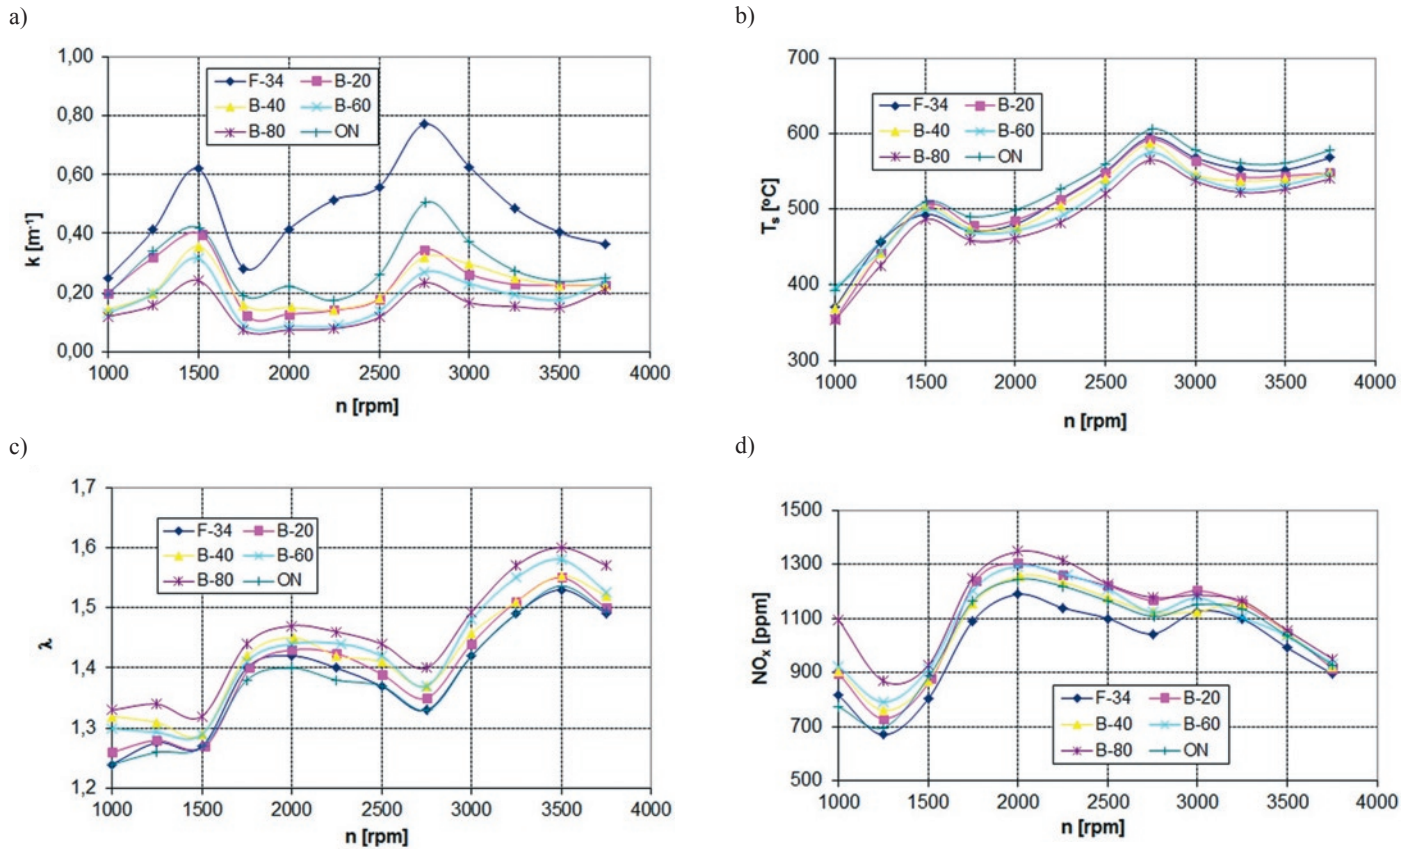 a)
1,00
0,80
0,60
0,40
0,20
0,00
k [m⁻¹]
F-34 B-20
B-40 B-60
B-80 ON
1000 1500 2000 2500 3000 3500 4000
n [rpm]
b)
700
600
500
400
300
Tₛ [ºC]
F-34 B-20
B-40 B-60
B-80 ON
1000 1500 2000 2500 3000 3500 4000
n [rpm]
c)
1,7
1,6
1,5
1,4
1,3
1,2
λ
F-34 B-20
B-40 B-60
B-80 ON
1000 1500 2000 2500 3000 3500 4000
n [rpm]
d)
1500
1300
1100
900
700
500
NOₓ [ppm]
F-34 B-20
B-40 B-60
B-80 ON
1000 1500 2000 2500 3000 3500 4000
n [rpm]